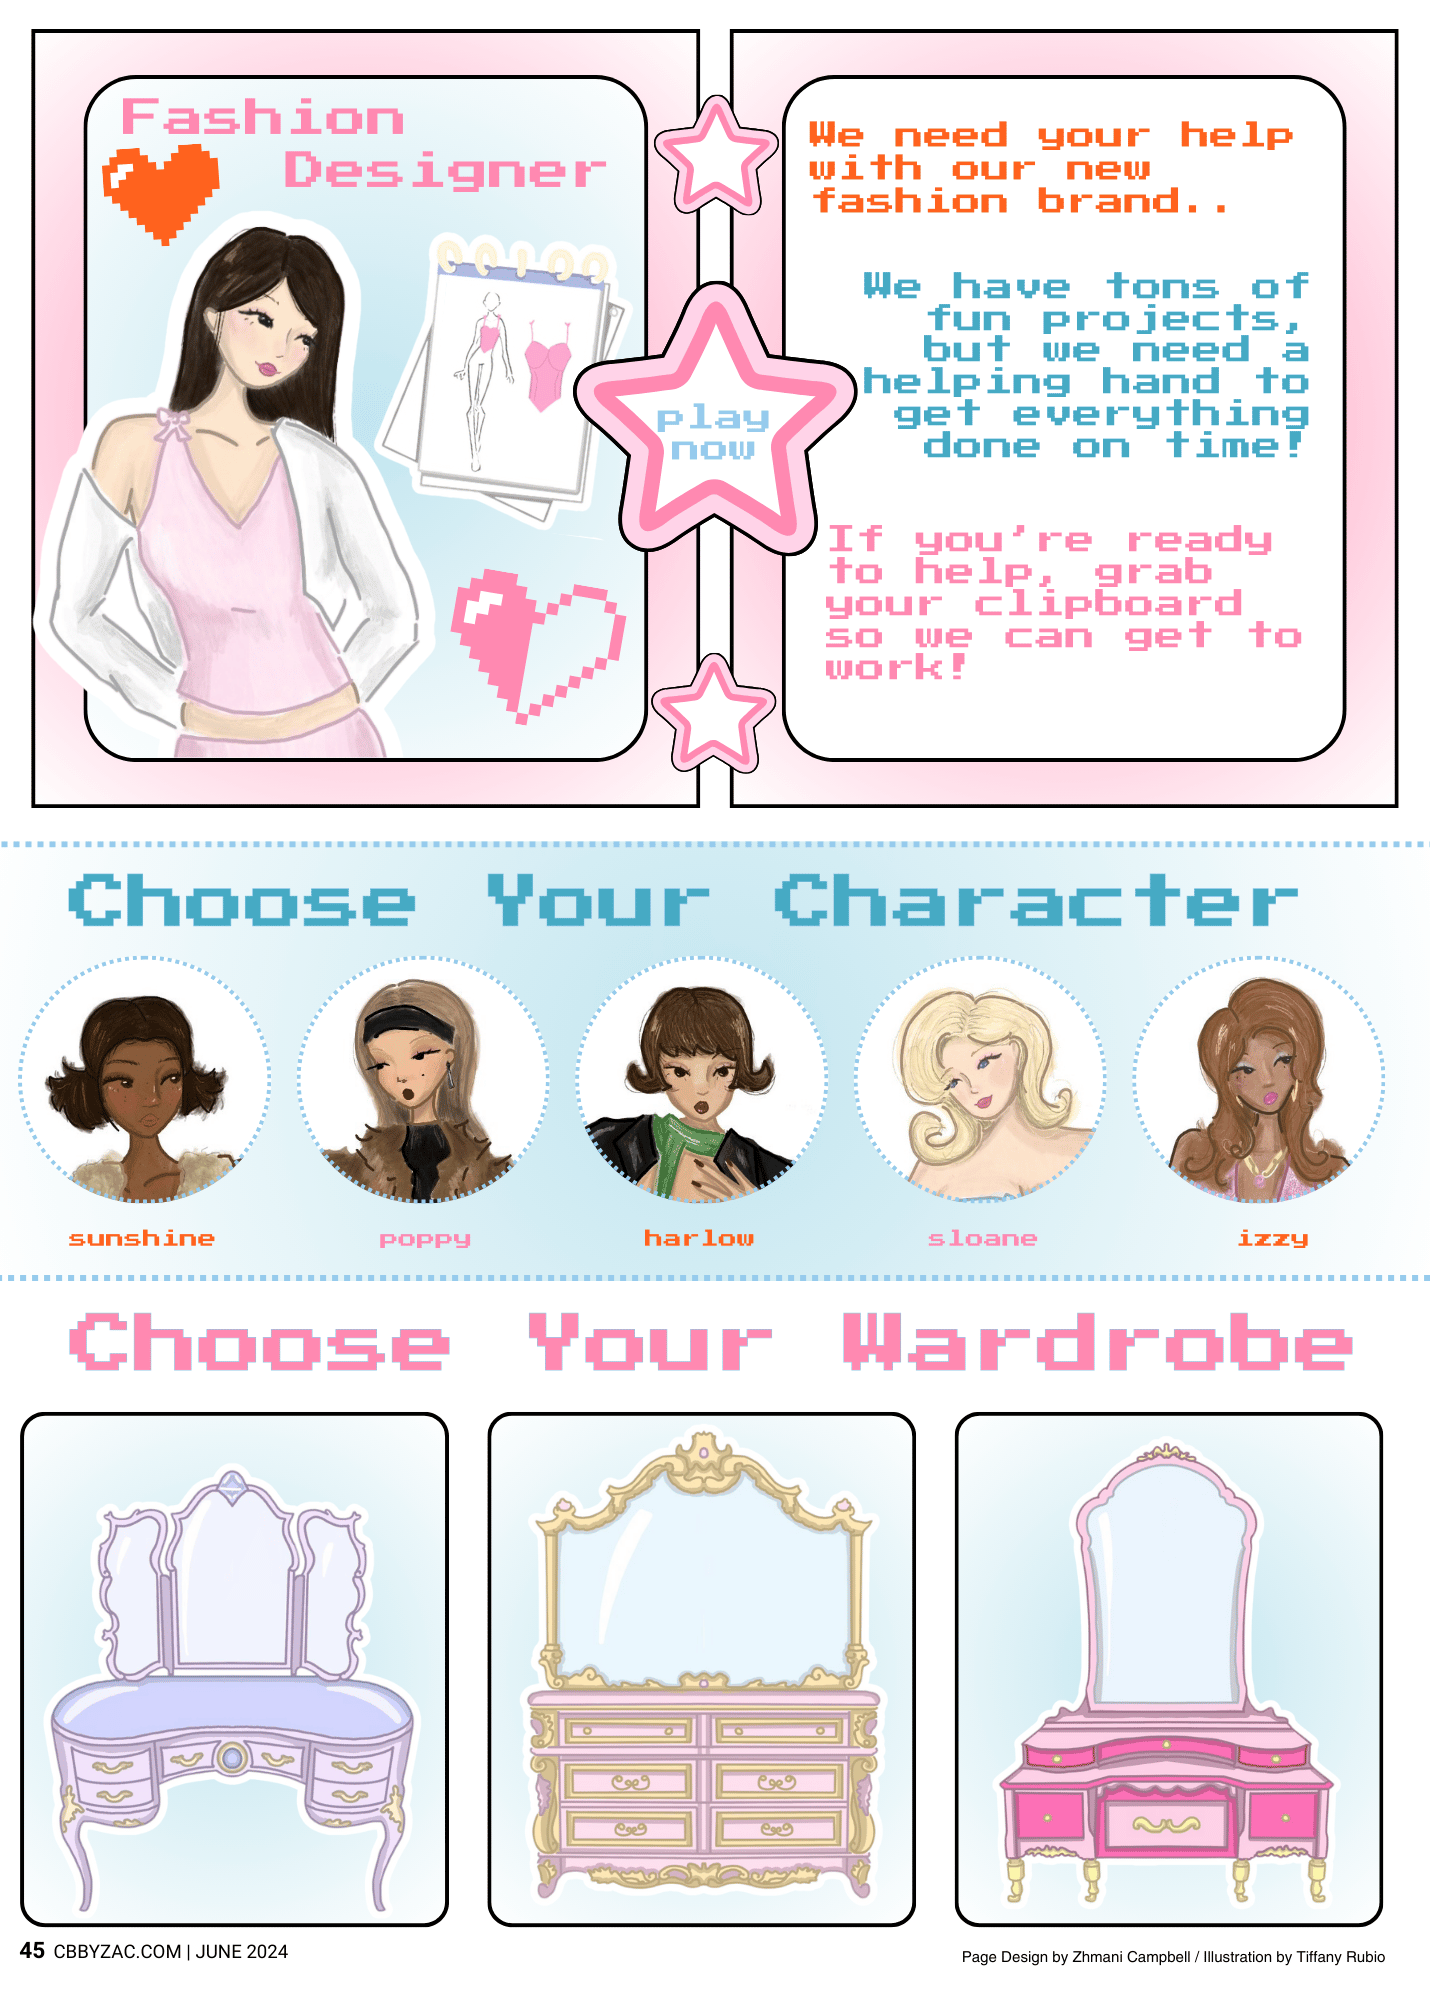 Fashion
Designer
We need your help
with our new
fashion brand..
We have tons of
fun projects,
but we need a
helping hand to
get everything
done on time!
play
now
If you're ready
to help, grab
your clipboard
so we can get to
work!
Choose Your Character
sunshine
poppy
harlow
sloane
izzy
Choose Your Wardrobe
45 CBBYZAC.COM | JUNE 2024
Page Design by Zhmani Campbell / Illustration by Tiffany Rubio